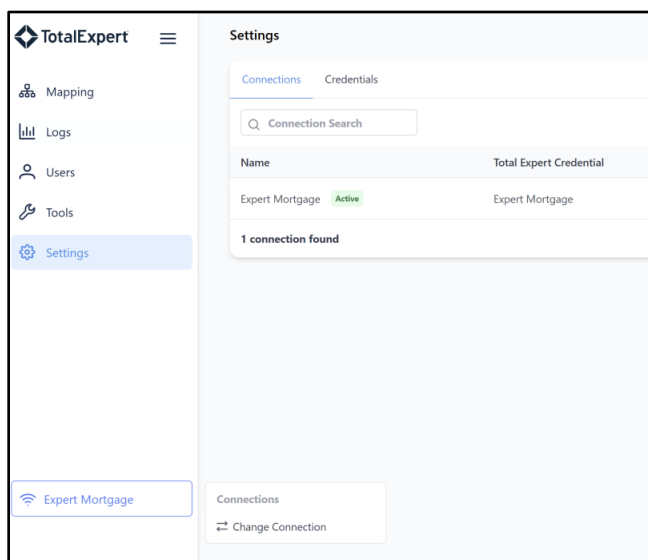 TotalExpert
Mapping
Logs
Users
Tools
Settings
Expert Mortgage
Settings
Connections Credentials
Connection Search
Name Total Expert Credential
Expert Mortgage Active Expert Mortgage
1 connection found
Connections
Change Connection